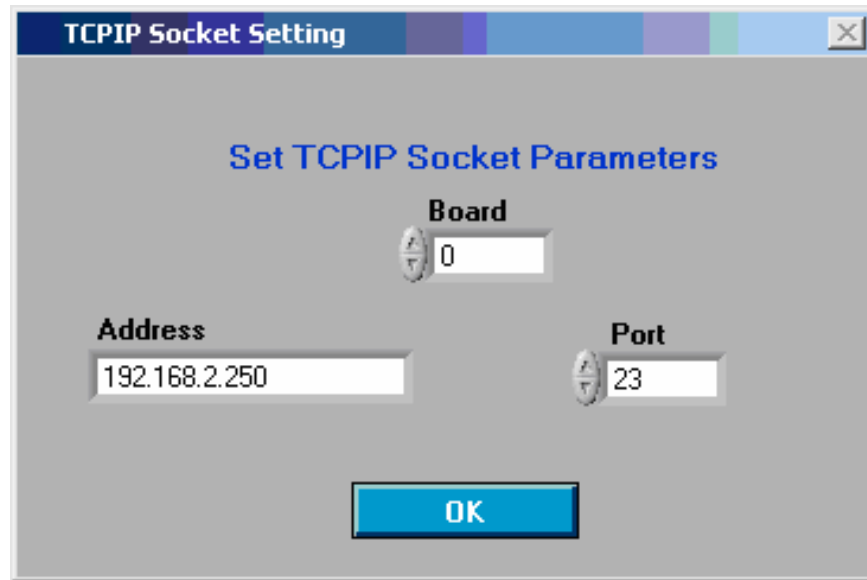 TCPIP Socket Setting
Set TCPIP Socket Parameters
Board
0
Address
Port
192.168.2.250
23
OK